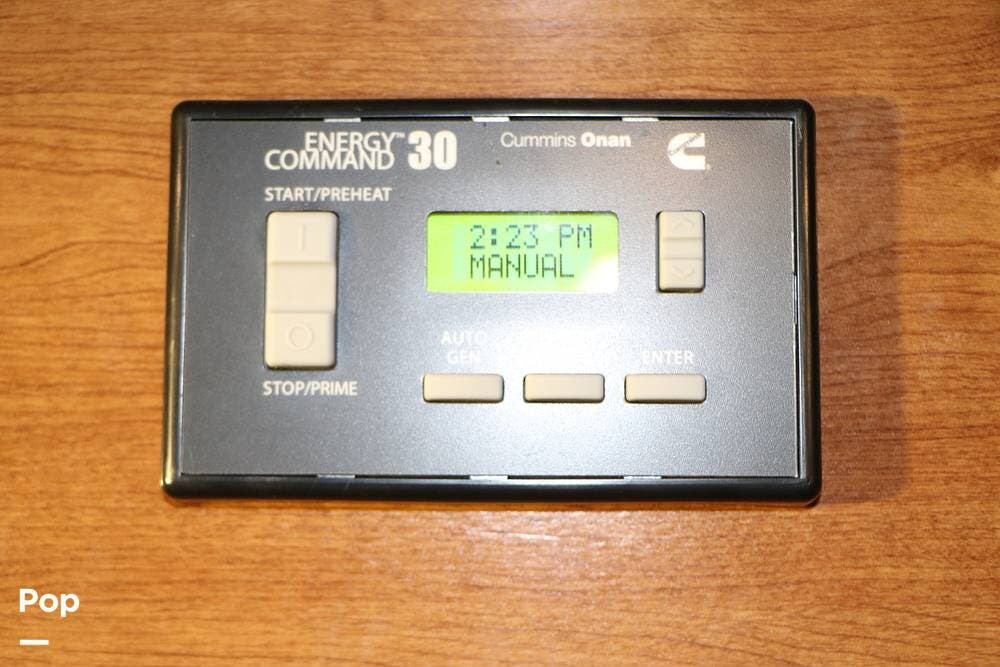 ENERGY™
COMMAND 30
Cummins Onan
START/PREHEAT
2:23 PM
MANUAL
AUTO
GEN
ENTER
STOP/PRIME
Pop